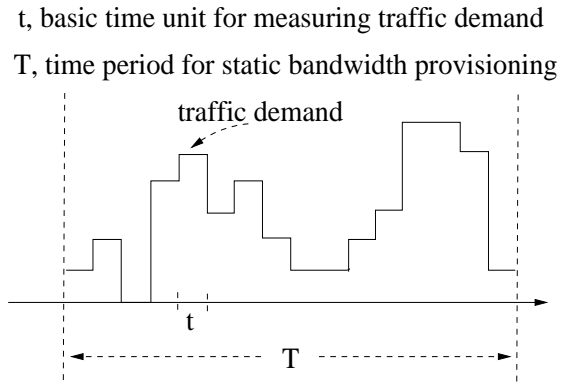 t, basic time unit for measuring traffic demand
T, time period for static bandwidth provisioning
traffic demand
t
T